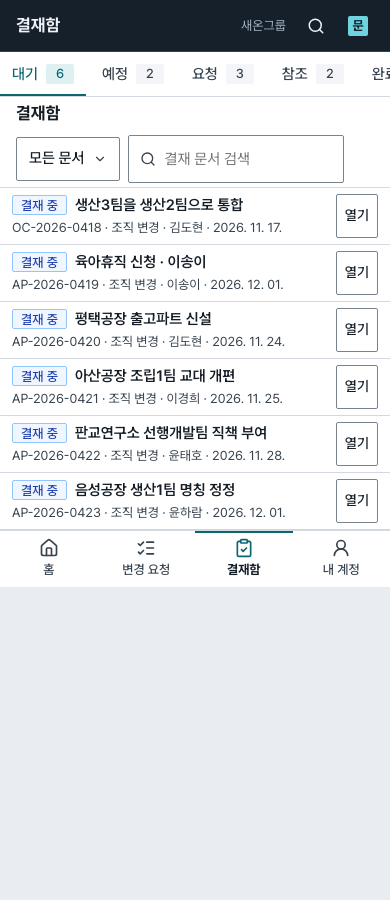 결재함 새온그룹 문
대기 6 예정 2 요청 3 참조 2 완료
결재함
모든 문서 결재 문서 검색
결재 중 생산3팀을 생산2팀으로 통합
OC-2026-0418 · 조직 변경 · 김도현 · 2026. 11. 17.
열기
결재 중 육아휴직 신청 · 이송이
AP-2026-0419 · 조직 변경 · 이송이 · 2026. 12. 01.
열기
결재 중 평택공장 출고파트 신설
AP-2026-0420 · 조직 변경 · 김도현 · 2026. 11. 24.
열기
결재 중 아산공장 조립1팀 교대 개편
AP-2026-0421 · 조직 변경 · 이경희 · 2026. 11. 25.
열기
결재 중 판교연구소 선행개발팀 직책 부여
AP-2026-0422 · 조직 변경 · 윤태호 · 2026. 11. 28.
열기
결재 중 음성공장 생산1팀 명칭 정정
AP-2026-0423 · 조직 변경 · 윤하람 · 2026. 12. 01.
열기
홈 변경 요청 결재함 내 계정